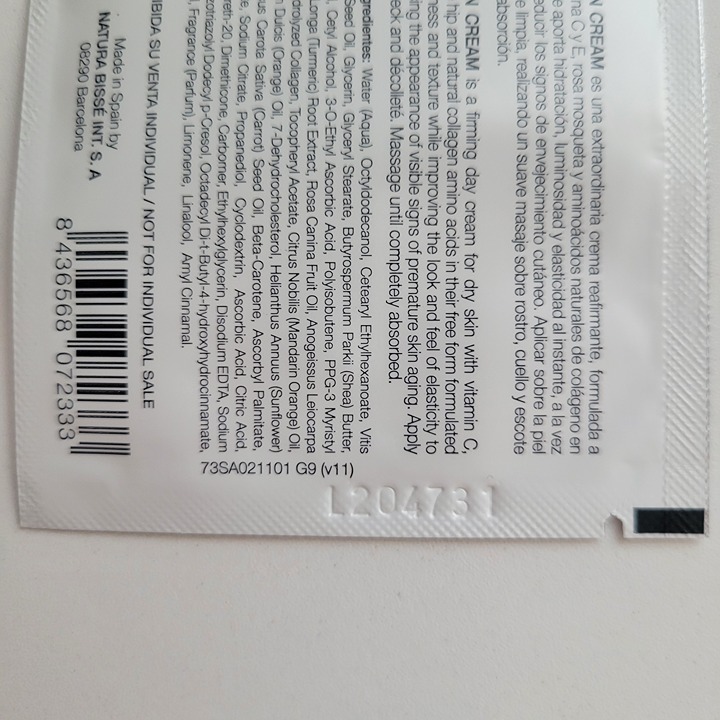 N CREAM es una extraordinaria crema reafirmante, formulada a
na C y E, rosa mosqueta y aminoácidos naturales de colágeno en
e aporta hidratación, luminosidad y elasticidad al instante, a la vez
educir los signos de envejecimiento cutáneo. Aplicar sobre la piel
e limpia, realizando un suave masaje sobre rostro, cuello y escote
absorción.
N CREAM is a firming day cream for dry skin with vitamin C,
hip and natural collagen amino acids in their free form formulated
ness and texture while improving the look and feel of elasticity to
ing the appearance of visible signs of premature skin aging. Apply
eck and décolleté. Massage until completely absorbed.
gredientes: Water (Aqua), Octyldodecanol, Cetearyl Ethylhexanoate, Vitis
Seed Oil, Glycerin, Glyceryl Stearate, Butyrospermum Parkii (Shea) Butter,
l, Cetyl Alcohol, 3-O-Ethyl Ascorbic Acid, Polyisobutene, PPG-3 Myristyl
Longa (Turmeric) Root Extract, Rosa Canina Fruit Oil, Anogeissus Leiocarpa
drolyzed Collagen, Tocopheryl Acetate, Citrus Nobilis (Mandarin Orange) Oil,
m Dulcis (Orange) Oil, 7-Dehydrocholesterol, Helianthus Annuus (Sunflower)
us Carota Sativa (Carrot) Seed Oil, Beta-Carotene, Ascorbyl Palmitate,
e, Sodium Citrate, Propanediol, Cyclodextrin, Ascorbic Acid, Citric Acid,
reth-20, Dimethicone, Carbomer, Ethylhexylglycerin, Disodium EDTA, Sodium
zotriazolyl Dodecyl p-Cresol, Octadecyl Di-t-Butyl-4-hydroxyhydrocinnamate,
), Fragrance (Parfum), Limonene, Linalool, Amyl Cinnamal.
IBIDA SU VENTA INDIVIDUAL / NOT FOR INDIVIDUAL SALE
Made in Spain by
NATURA BISSÉ INT. S. A
08290 Barcelona
8 436568 072333
73SA021101 G9 (v11)
L204731